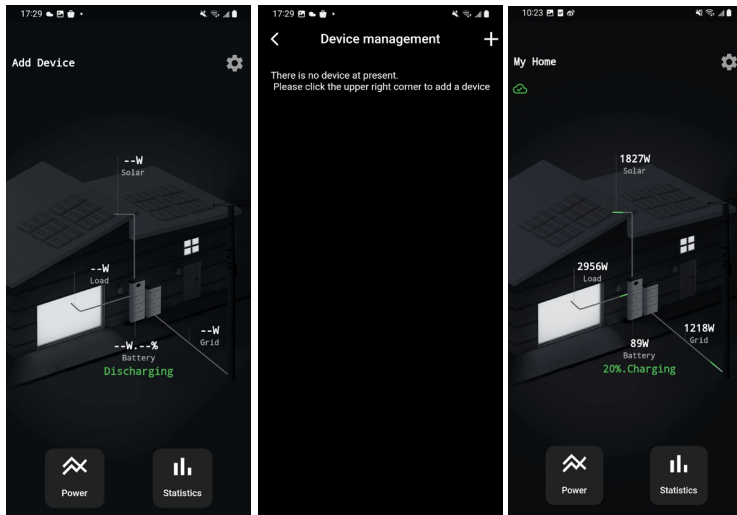 17:29
Add Device
--W
Solar
--W
Load
--W
Grid
--W.--%
Battery
Discharging
Power
Statistics
17:29
Device management
There is no device at present.
Please click the upper right corner to add a device
10:23
My Home
1827W
Solar
2956W
Load
1218W
Grid
89W
Battery
20%.Charging
Power
Statistics